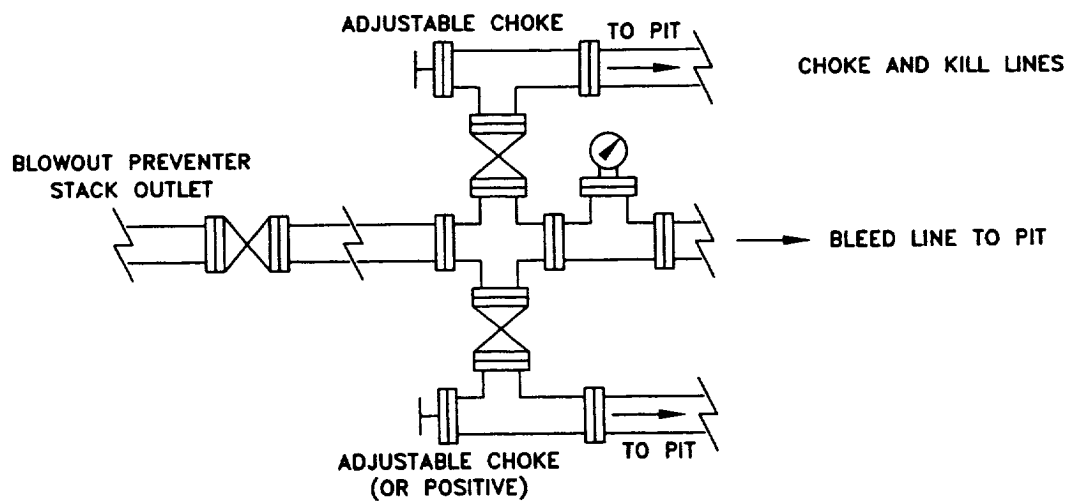 ADJUSTABLE CHOKE
TO PIT
CHOKE AND KILL LINES
BLOWOUT PREVENTER
STACK OUTLET
BLEED LINE TO PIT
TO PIT
ADJUSTABLE CHOKE
(OR POSITIVE)